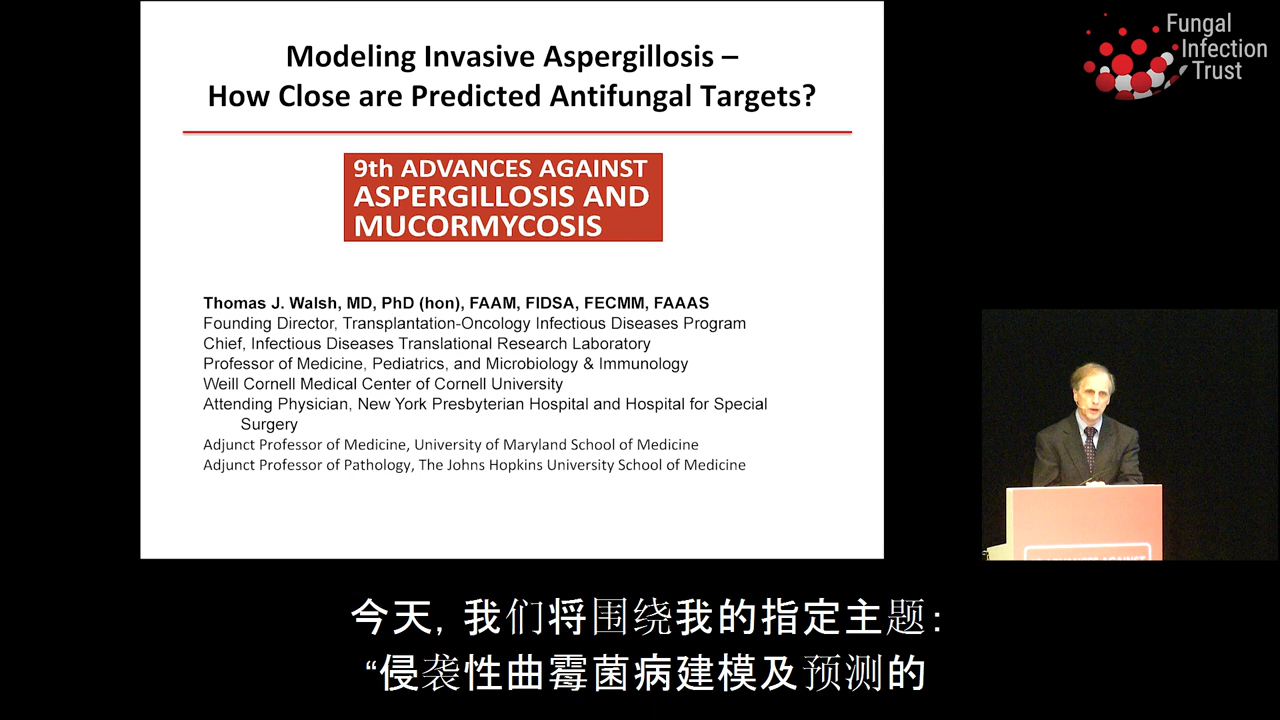 Modeling Invasive Aspergillosis –
How Close are Predicted Antifungal Targets?
9th ADVANCES AGAINST
ASPERGILLOSIS AND
MUCORMYCOSIS
Thomas J. Walsh, MD, PhD (hon), FAAM, FIDSA, FECMM, FAAAS
Founding Director, Transplantation-Oncology Infectious Diseases Program
Chief, Infectious Diseases Translational Research Laboratory
Professor of Medicine, Pediatrics, and Microbiology & Immunology
Weill Cornell Medical Center of Cornell University
Attending Physician, New York Presbyterian Hospital and Hospital for Special
Surgery
Adjunct Professor of Medicine, University of Maryland School of Medicine
Adjunct Professor of Pathology, The Johns Hopkins University School of Medicine
Fungal
Infection
Trust
今天, 我们将围绕我的指定主题:
“侵袭性曲霉菌病建模及预测的